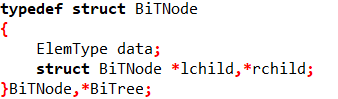 typedef struct BiTNode
{
    ElemType data;
    struct BiTNode *lchild,*rchild;
}BiTNode,*BiTree;